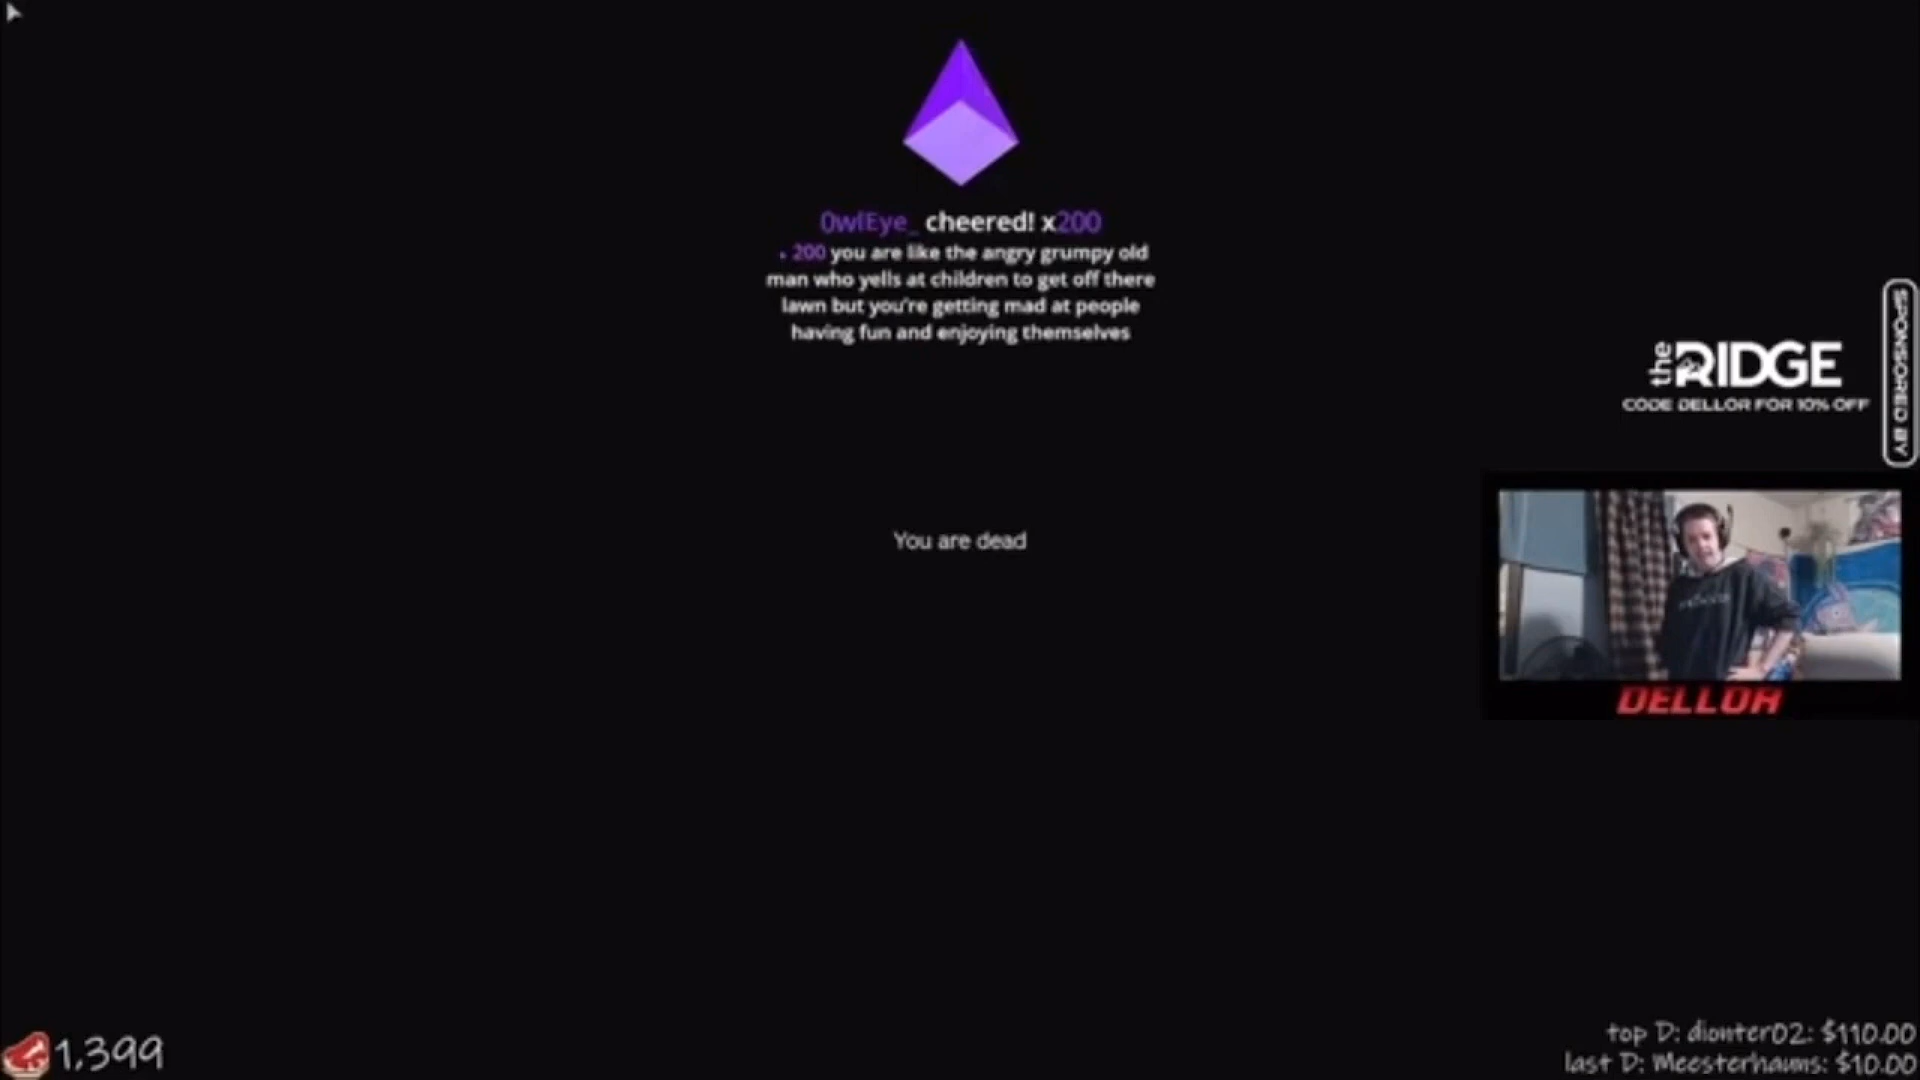 0wlEye_ cheered! x200
200 you are like the angry grumpy old
man who yells at children to get off there
lawn but you're getting mad at people
having fun and enjoying themselves
the RIDGE
CODE DELLOR FOR 10% OFF
SPONSORED BY
You are dead
DELLOR
1,399
top D: dionter02: $110.00
last D: Meesterhaums: $10.00